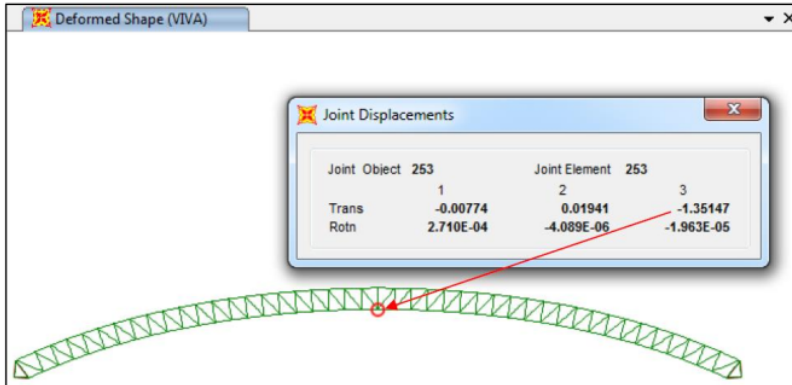 Deformed Shape (VIVA)
Joint Displacements
Joint Object 253 Joint Element 253
1 2 3
Trans -0.00774 0.01941 -1.35147
Rotn 2.710E-04 -4.089E-06 -1.963E-05